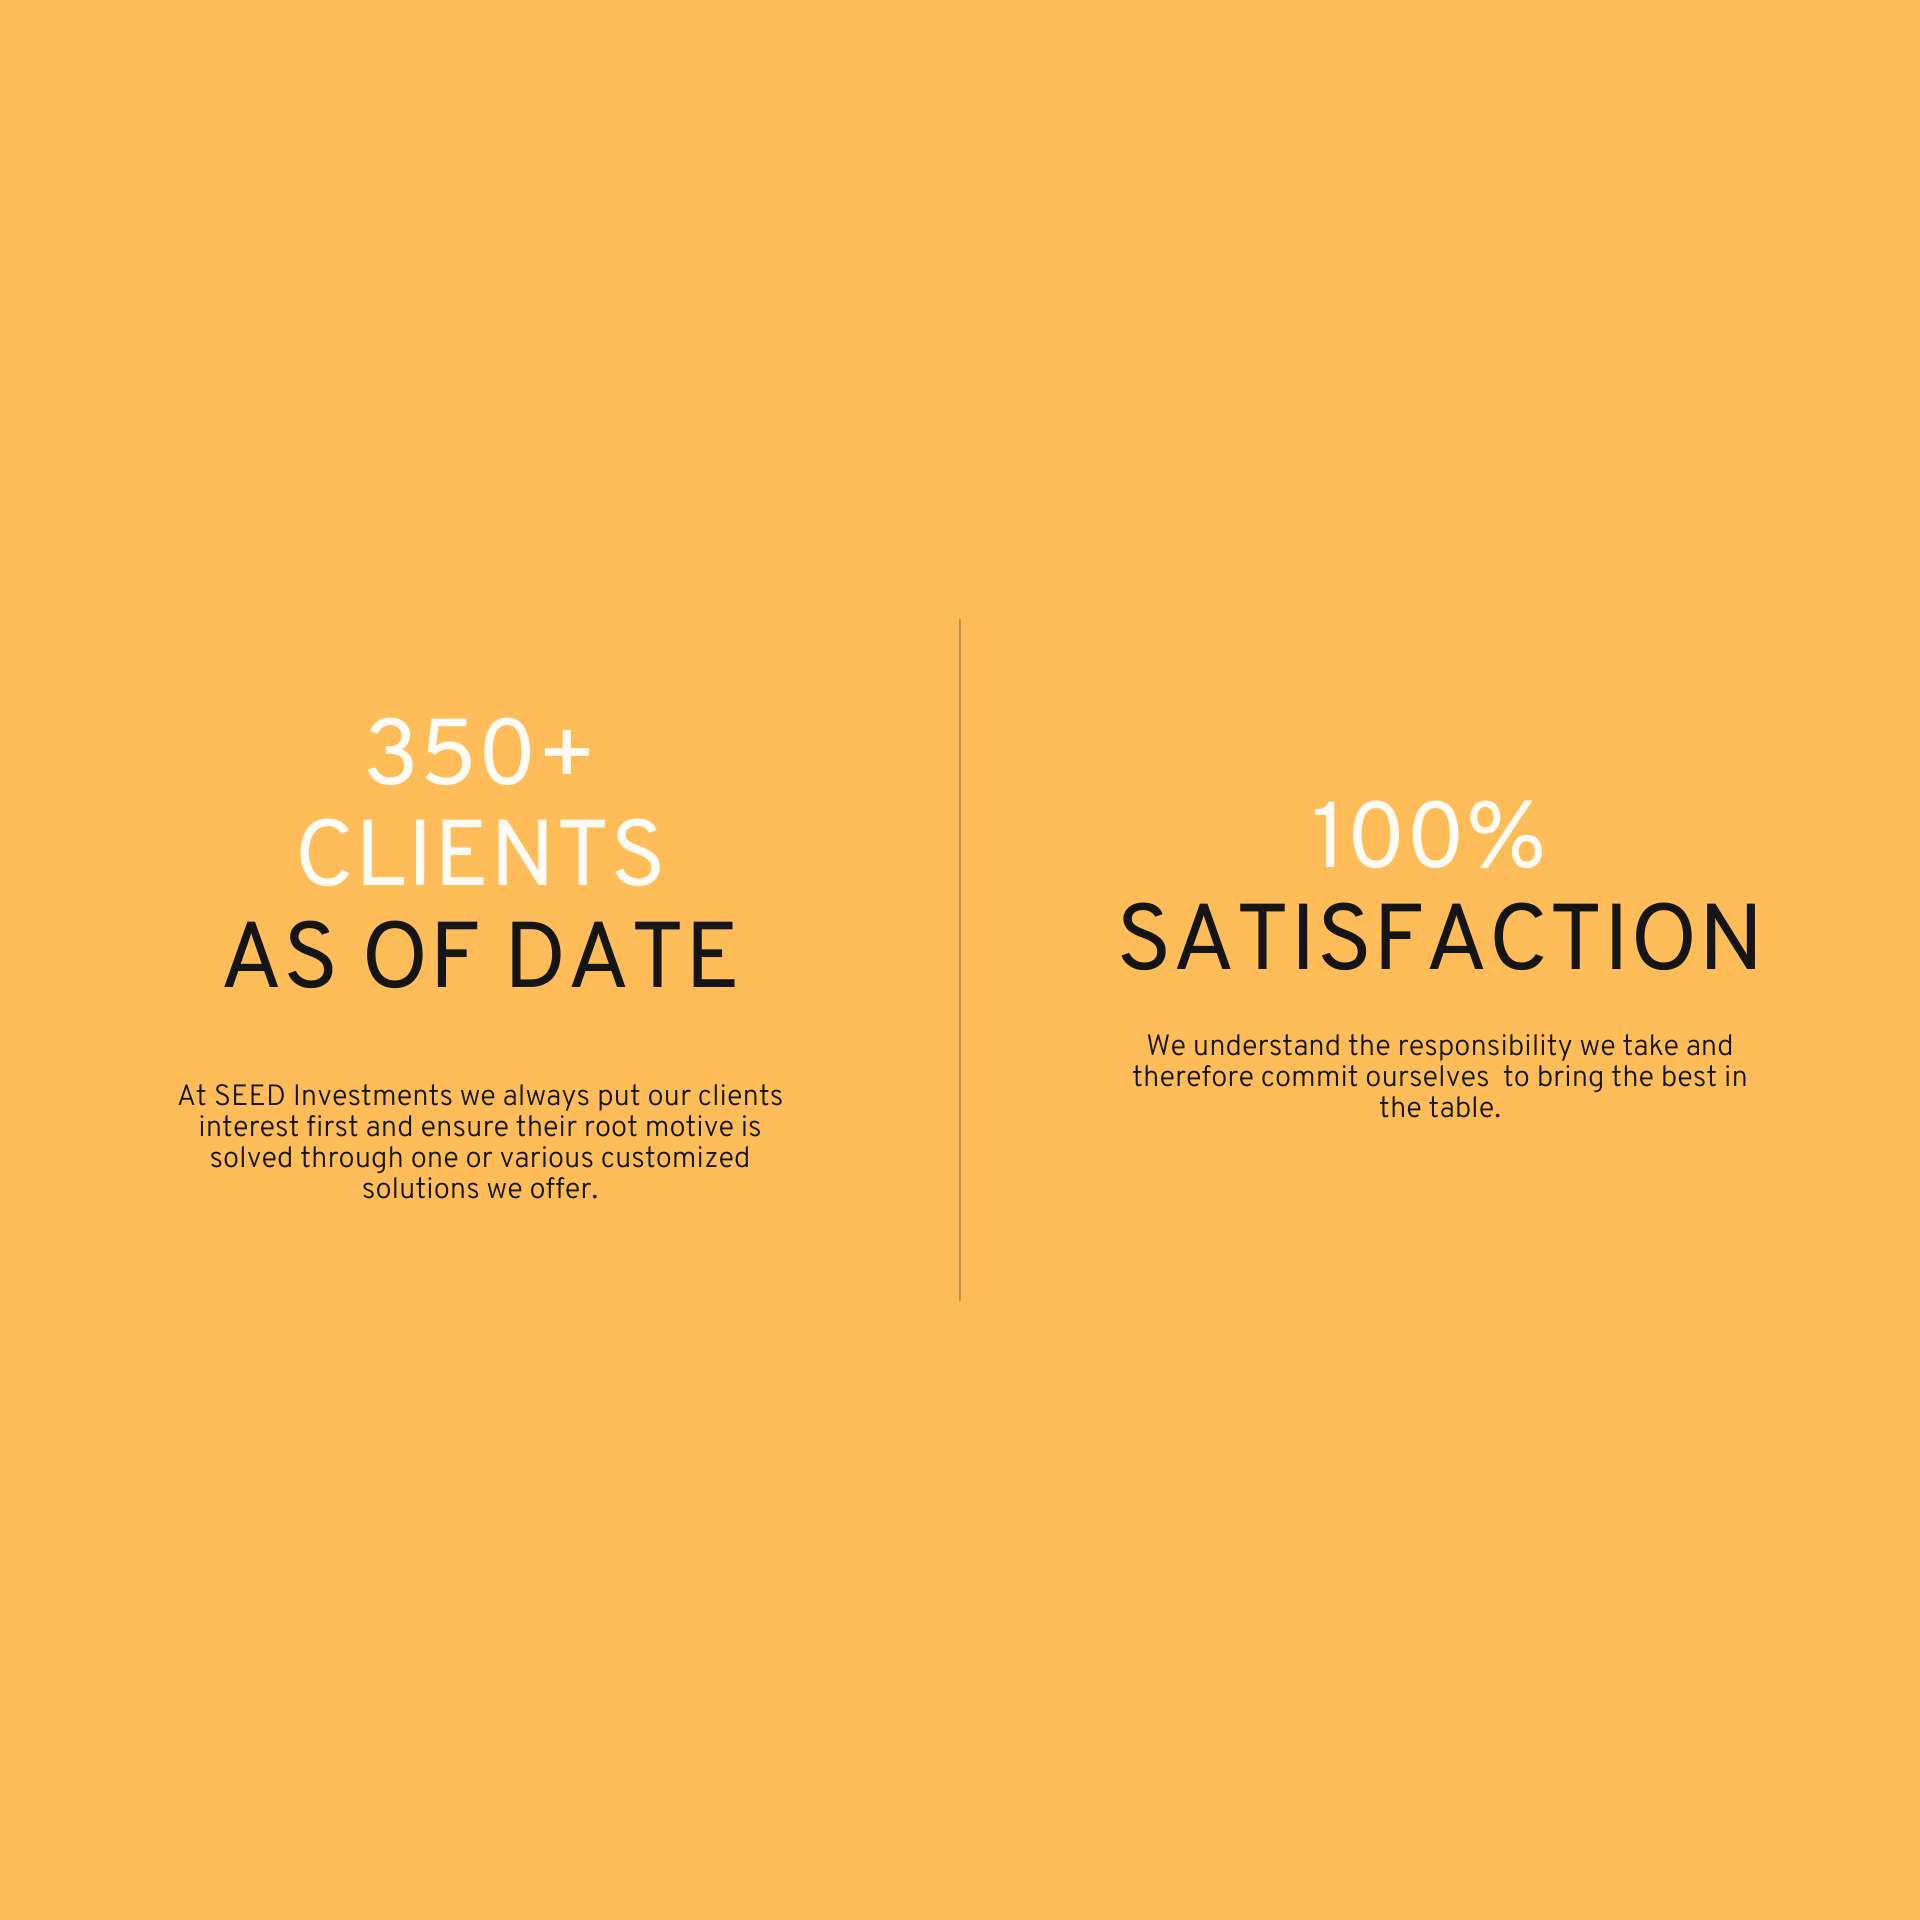 350+
CLIENTS
AS OF DATE
At SEED Investments we always put our clients
interest first and ensure their root motive is
solved through one or various customized
solutions we offer.
100%
SATISFACTION
We understand the responsibility we take and
therefore commit ourselves  to bring the best in
the table.